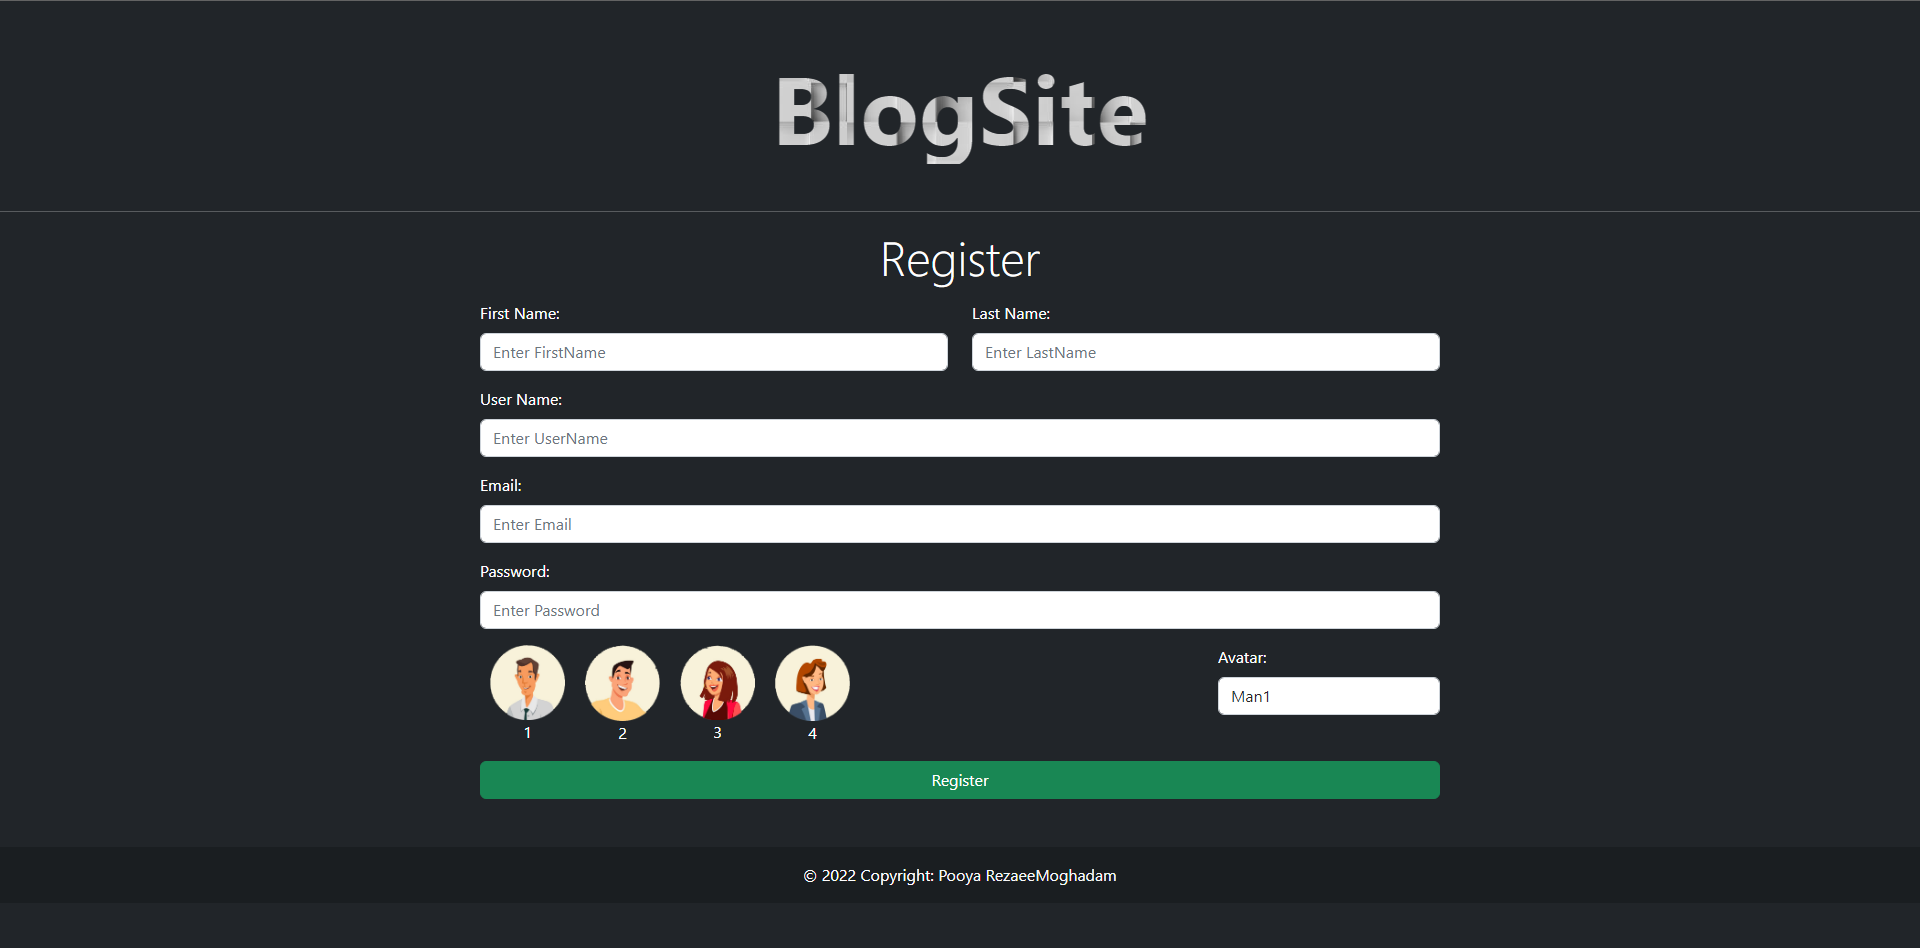 BlogSite
Register
First Name: Last Name:
Enter FirstName Enter LastName
User Name:
Enter UserName
Email:
Enter Email
Password:
Enter Password
Avatar:
Man1
1 2 3 4
Register
© 2022 Copyright: Pooya RezaeeMoghadam